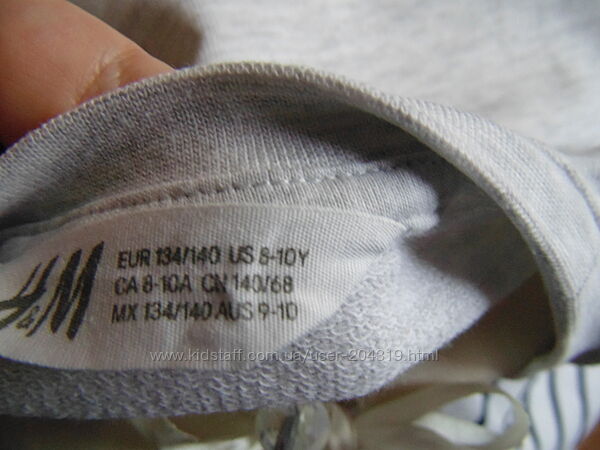 H&M
EUR 134/140 US 8-10Y
CA 8-10A CN 140/68
MX 134/140 AUS 9-10
www.kidstaff.com.ua/user-204319.html